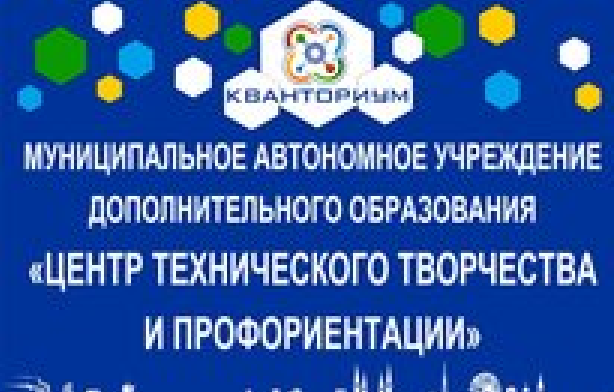 КВАНТОРИУМ
МУНИЦИПАЛЬНОЕ АВТОНОМНОЕ УЧРЕЖДЕНИЕ
ДОПОЛНИТЕЛЬНОГО ОБРАЗОВАНИЯ
«ЦЕНТР ТЕХНИЧЕСКОГО ТВОРЧЕСТВА
И ПРОФОРИЕНТАЦИИ»